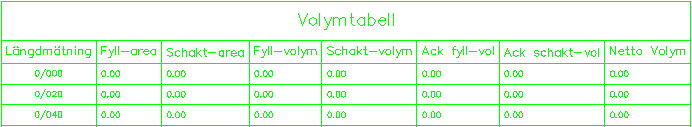 Volymtabell
Längdmätning Fyll-area Schakt-area Fyll-volym Schakt-volym Ack fyll-vol Ack schakt-vol Netto Volym
0/000 0.00 0.00 0.00 0.00 0.00 0.00 0.00
0/020 0.00 0.00 0.00 0.00 0.00 0.00 0.00
0/040 0.00 0.00 0.00 0.00 0.00 0.00 0.00